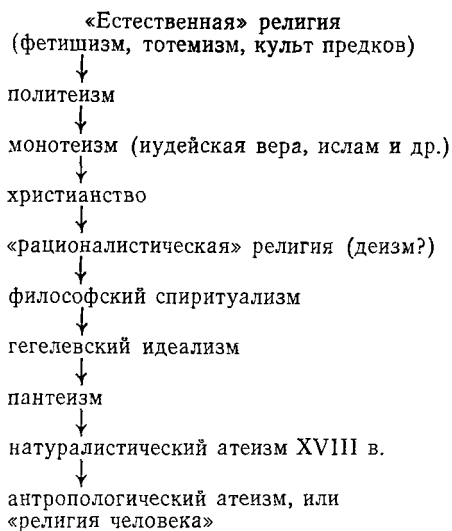 «Естественная» религия
(фетишизм, тотемизм, культ предков)
политеизм
монотеизм (иудейская вера, ислам и др.)
христианство
«рационалистическая» религия (деизм?)
философский спиритуализм
гегелевский идеализм
пантеизм
натуралистический атеизм XVIII в.
антропологический атеизм, или
«религия человека»